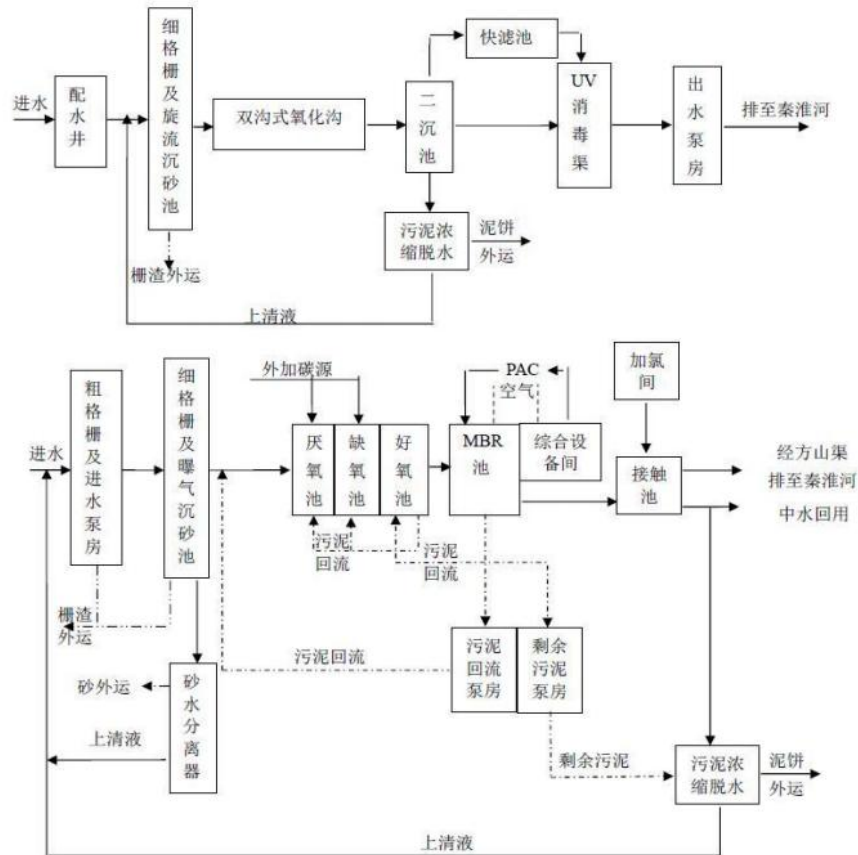 快滤池
进水
配水井
细格栅及旋流沉砂池
双沟式氧化沟
二沉池
UV消毒渠
出水泵房
排至秦淮河
栅渣外运
污泥浓
缩脱水
泥饼
外运
上清液
进水
粗格栅及进水泵房
细格栅及曝气沉砂池
外加碳源
厌氧池
缺氧池
好氧池
PAC
空气
MBR
池
综合设
备间
加氯
间
接触
池
经方山渠
排至秦淮河
中水回用
污泥
回流
污泥
回流
栅渣
外运
污泥回流
污泥
回流
泵房
剩余
污泥
泵房
砂外运
砂水分离器
上清液
剩余污泥
污泥浓
缩脱水
泥饼
外运
上清液